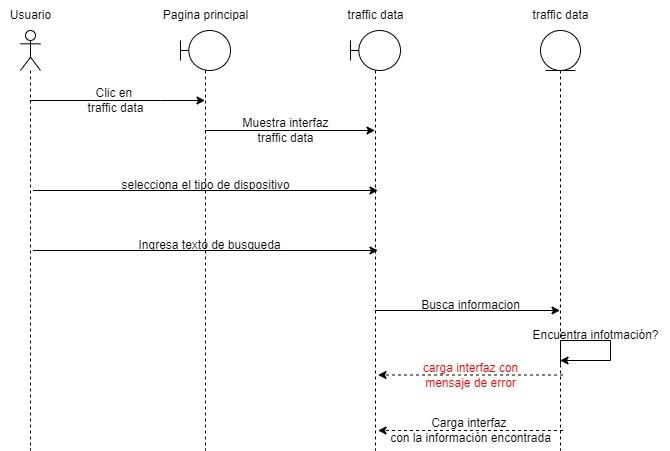 Usuario
Pagina principal
traffic data
traffic data
Clic en
traffic data
Muestra interfaz
traffic data
selecciona el tipo de dispositivo
Ingresa texto de busqueda
Busca informacion
Encuentra infotmación?
carga interfaz con
mensaje de error
Carga interfaz
con la información encontrada